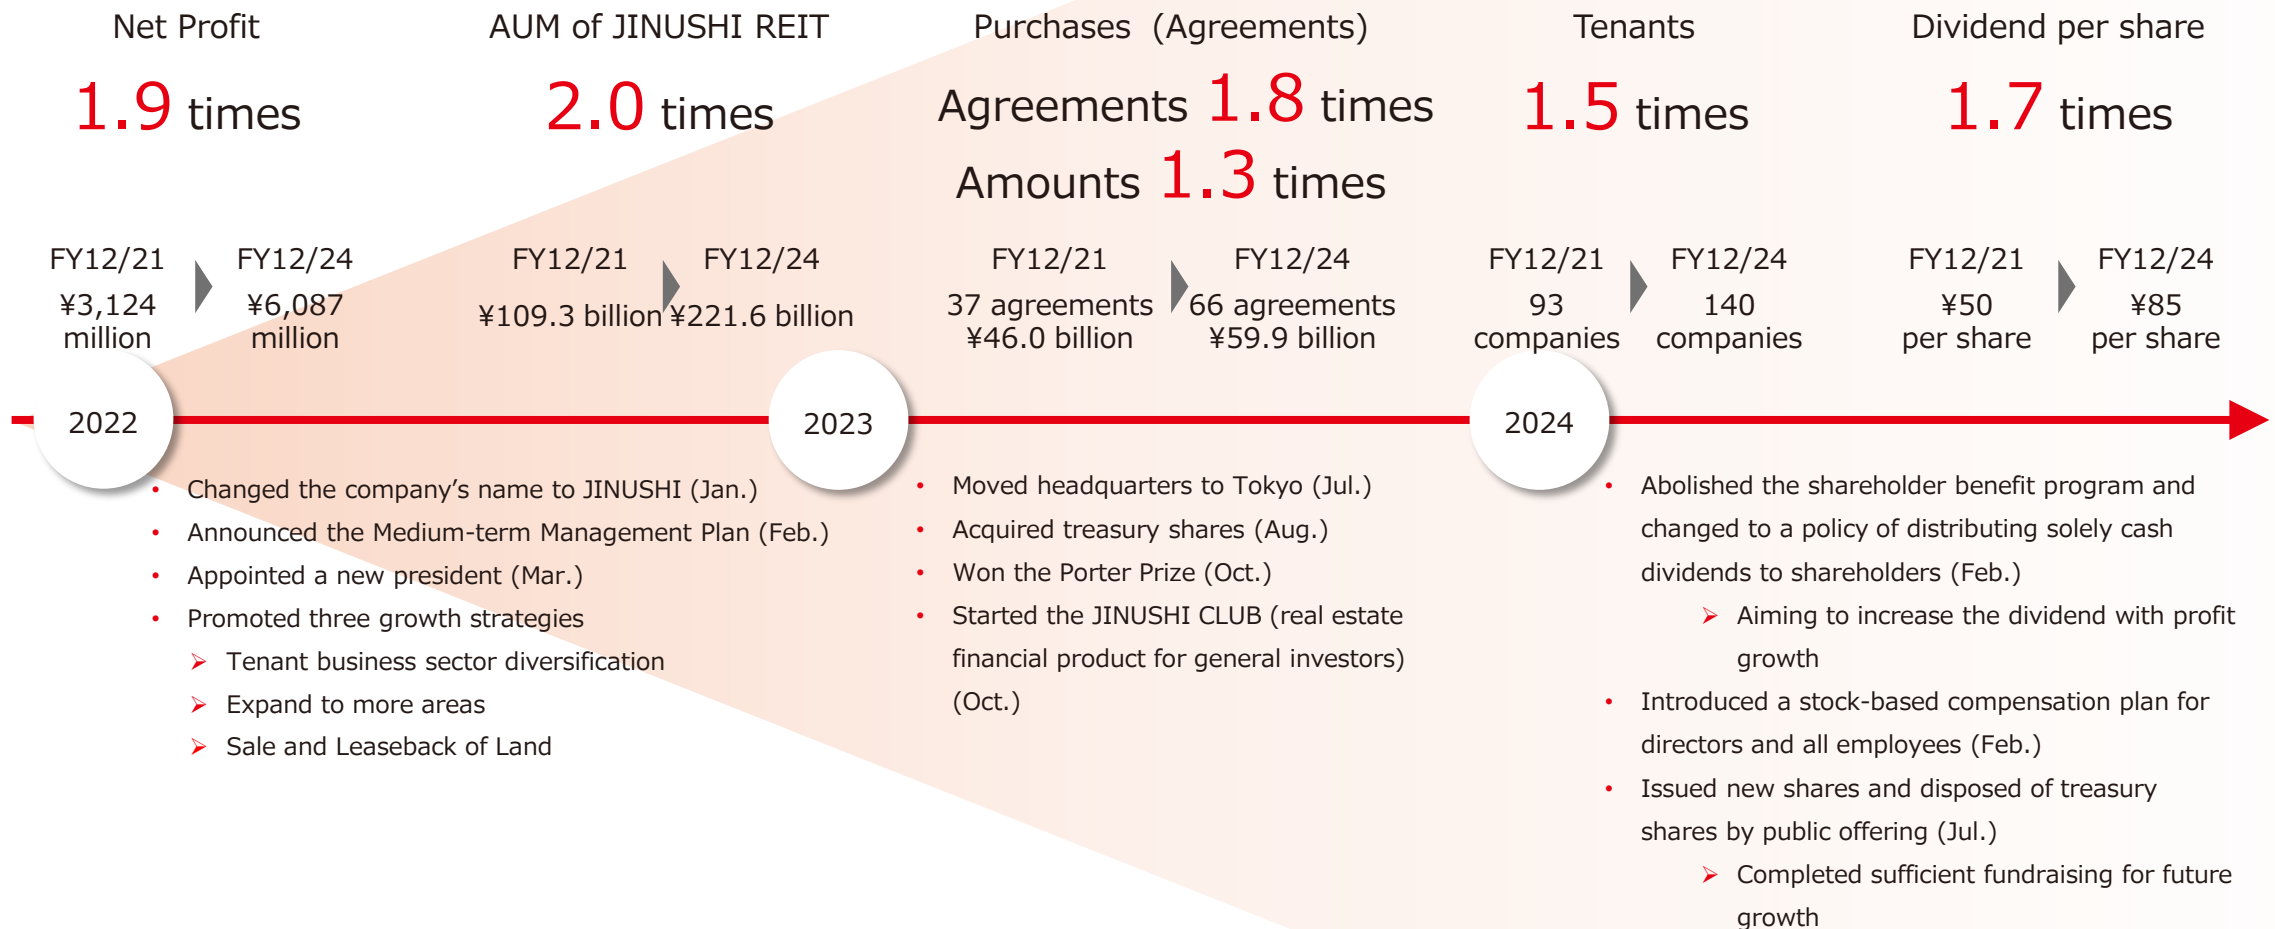 Net Profit
1.9 times
FY12/21
¥3,124
million
FY12/24
¥6,087
million
AUM of JINUSHI REIT
2.0 times
FY12/21
¥109.3 billion
FY12/24
¥221.6 billion
Purchases (Agreements)
Agreements 1.8 times
Amounts 1.3 times
FY12/21
37 agreements
¥46.0 billion
FY12/24
66 agreements
¥59.9 billion
Tenants
1.5 times
FY12/21
93
companies
FY12/24
140
companies
Dividend per share
1.7 times
FY12/21
¥50
per share
FY12/24
¥85
per share
2022
• Changed the company’s name to JINUSHI (Jan.)
• Announced the Medium-term Management Plan (Feb.)
• Appointed a new president (Mar.)
• Promoted three growth strategies
➢ Tenant business sector diversification
➢ Expand to more areas
➢ Sale and Leaseback of Land
2023
• Moved headquarters to Tokyo (Jul.)
• Acquired treasury shares (Aug.)
• Won the Porter Prize (Oct.)
• Started the JINUSHI CLUB (real estate
financial product for general investors)
(Oct.)
2024
• Abolished the shareholder benefit program and
changed to a policy of distributing solely cash
dividends to shareholders (Feb.)
➢ Aiming to increase the dividend with profit
growth
• Introduced a stock-based compensation plan for
directors and all employees (Feb.)
• Issued new shares and disposed of treasury
shares by public offering (Jul.)
➢ Completed sufficient fundraising for future
growth